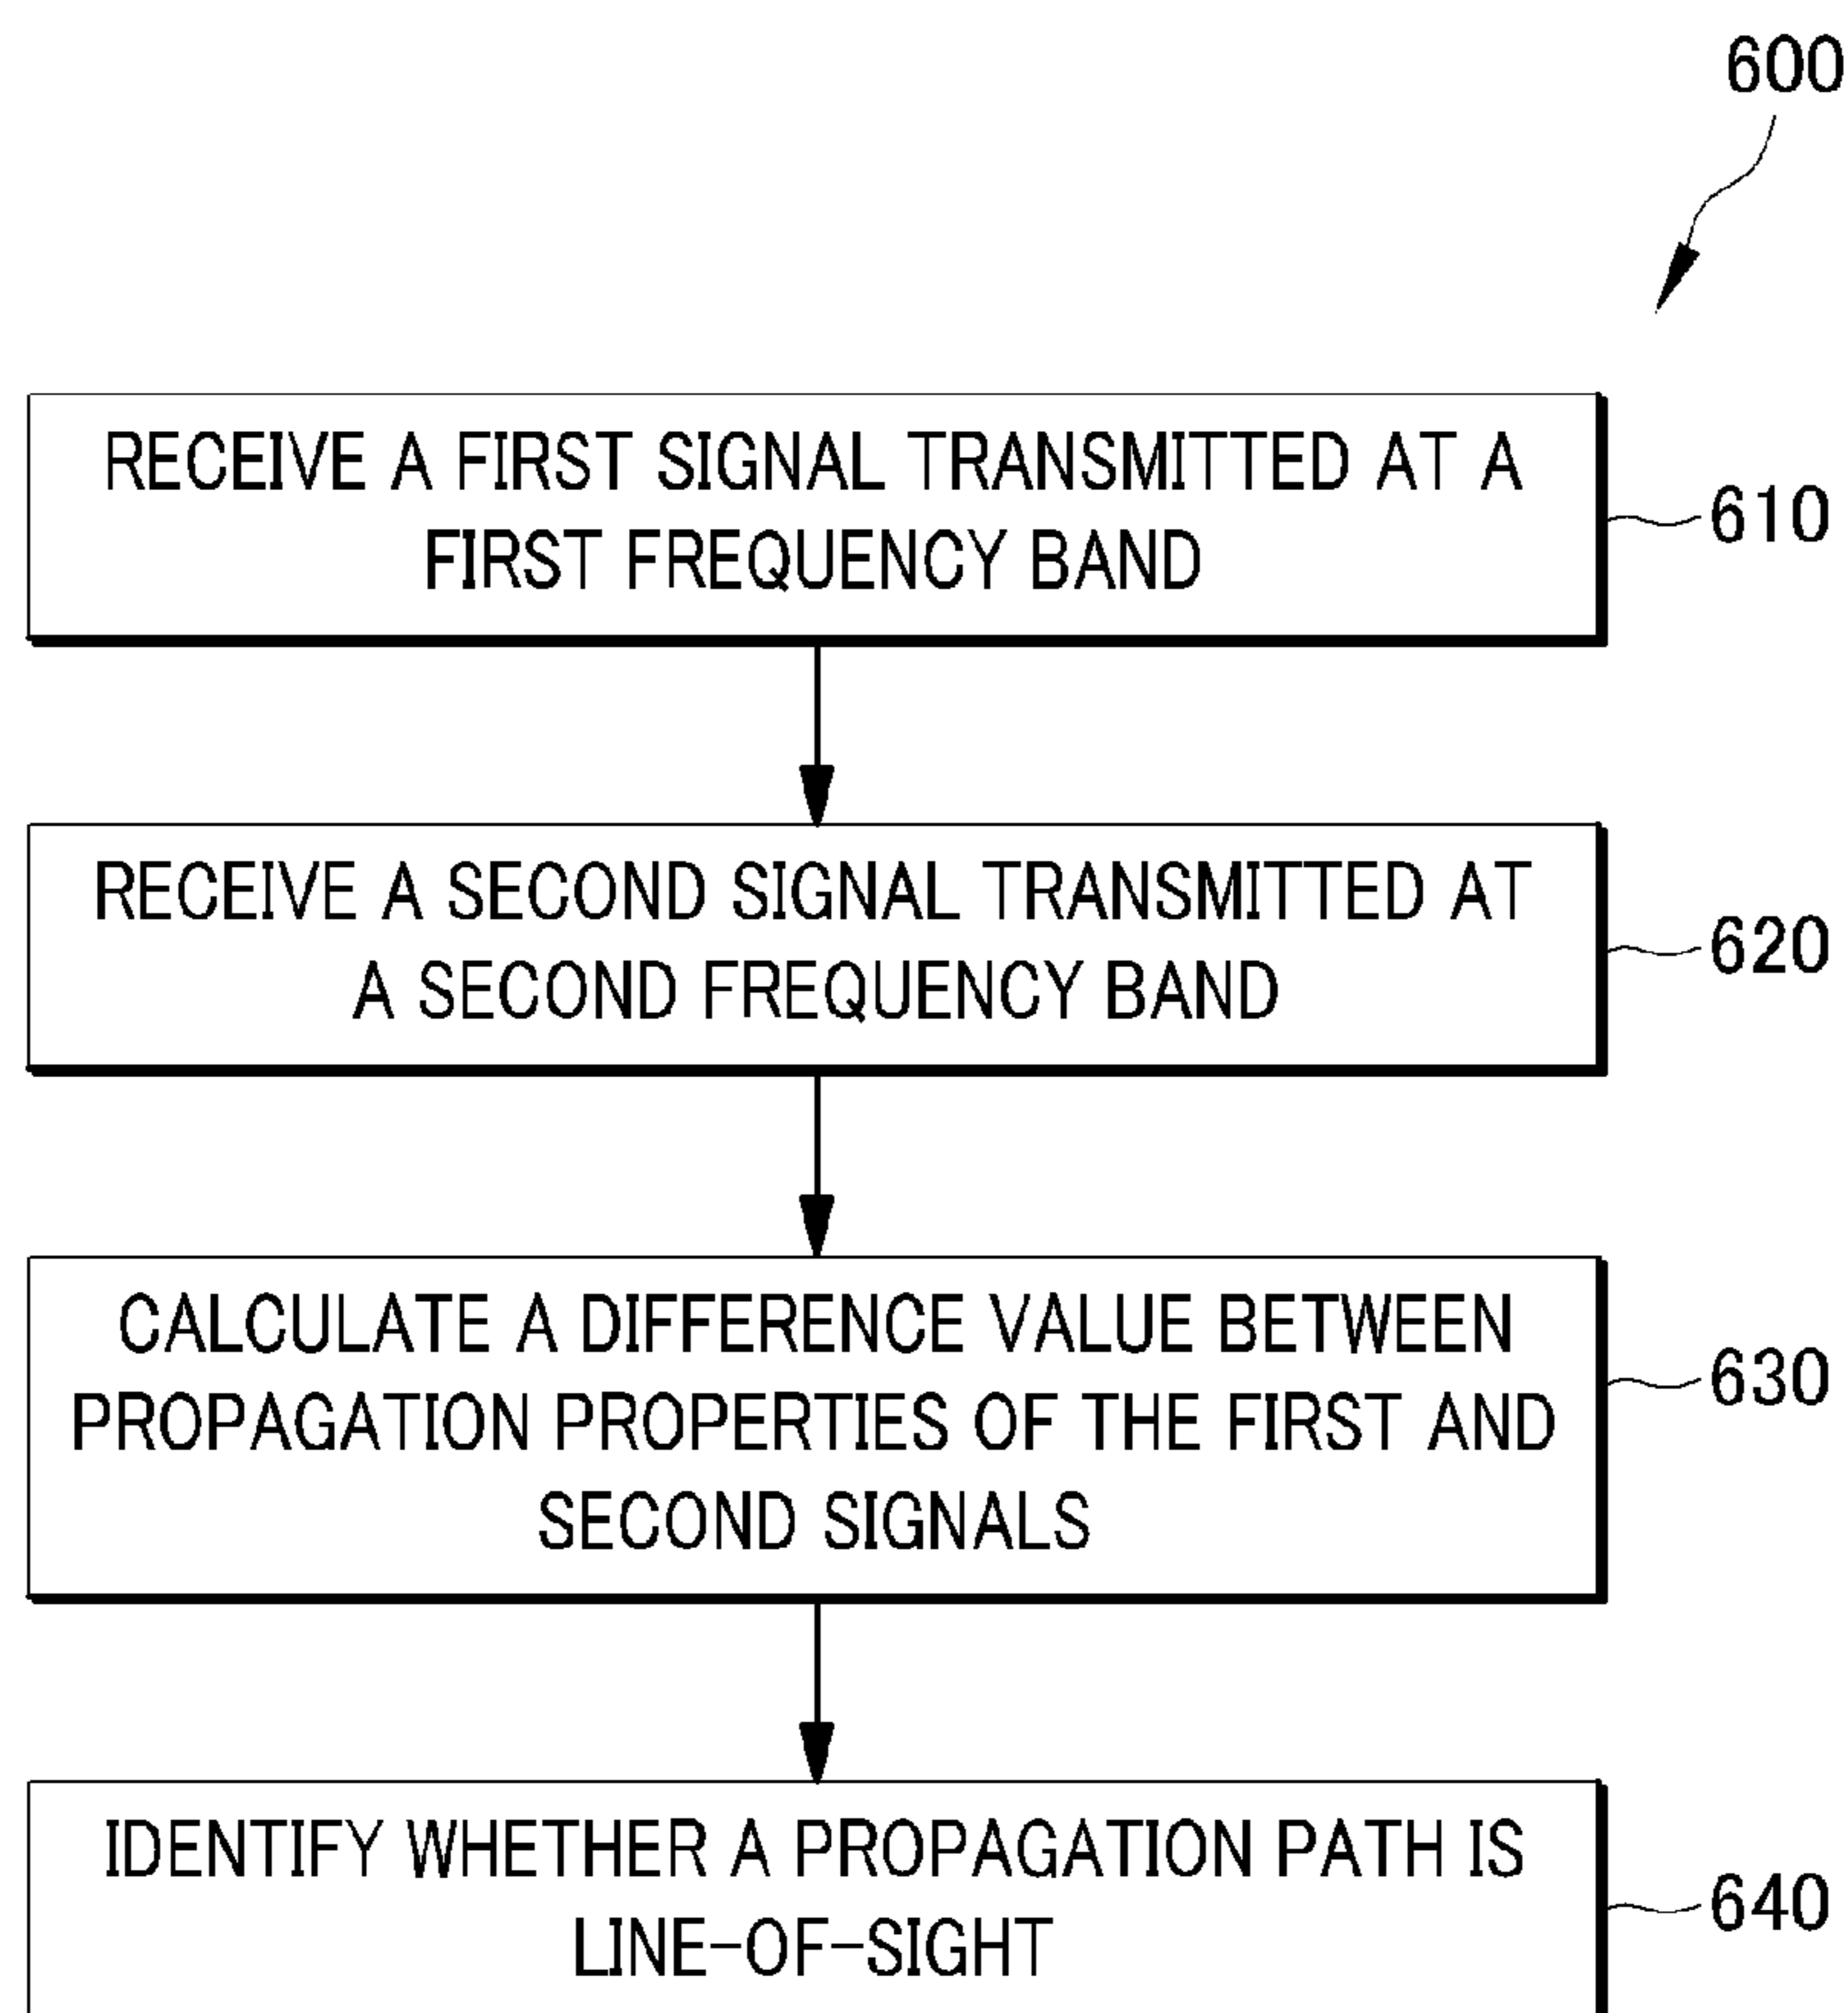 600
RECEIVE A FIRST SIGNAL TRANSMITTED AT A
FIRST FREQUENCY BAND
610
RECEIVE A SECOND SIGNAL TRANSMITTED AT
A SECOND FREQUENCY BAND
620
CALCULATE A DIFFERENCE VALUE BETWEEN
PROPAGATION PROPERTIES OF THE FIRST AND
SECOND SIGNALS
630
IDENTIFY WHETHER A PROPAGATION PATH IS
LINE-OF-SIGHT
640